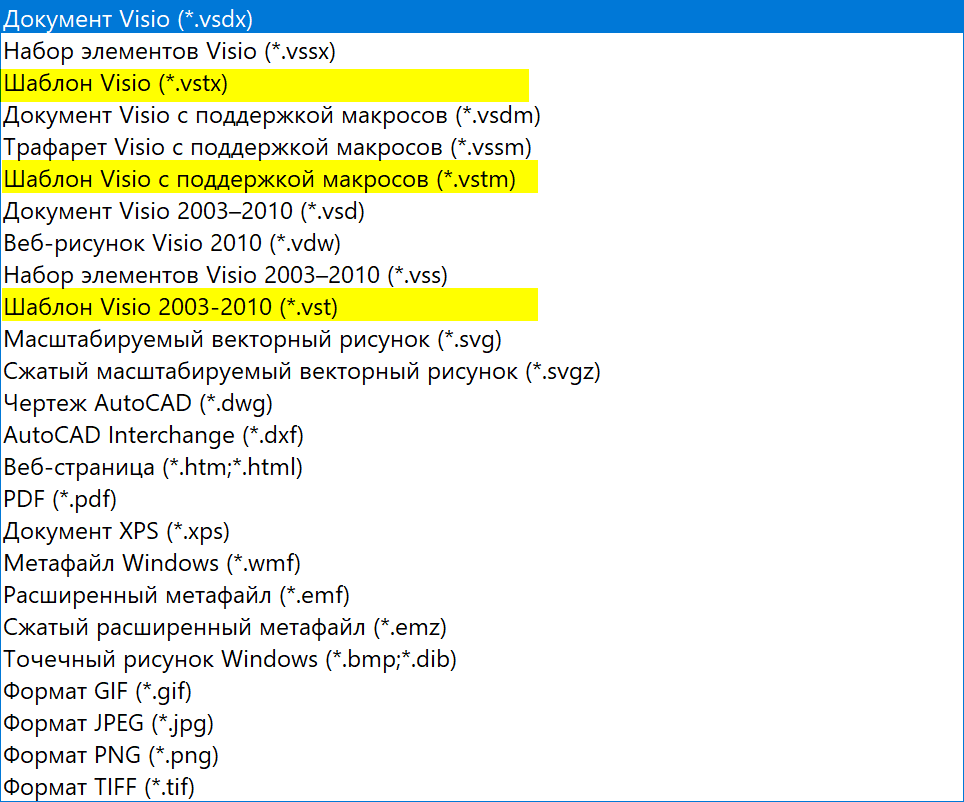 Документ Visio (*.vsdx)
Набор элементов Visio (*.vssx)
Шаблон Visio (*.vstx)
Документ Visio с поддержкой макросов (*.vsdm)
Трафарет Visio с поддержкой макросов (*.vssm)
Шаблон Visio с поддержкой макросов (*.vstm)
Документ Visio 2003–2010 (*.vsd)
Веб-рисунок Visio 2010 (*.vdw)
Набор элементов Visio 2003–2010 (*.vss)
Шаблон Visio 2003-2010 (*.vst)
Масштабируемый векторный рисунок (*.svg)
Сжатый масштабируемый векторный рисунок (*.svgz)
Чертеж AutoCAD (*.dwg)
AutoCAD Interchange (*.dxf)
Веб-страница (*.htm;*.html)
PDF (*.pdf)
Документ XPS (*.xps)
Метафайл Windows (*.wmf)
Расширенный метафайл (*.emf)
Сжатый расширенный метафайл (*.emz)
Точечный рисунок Windows (*.bmp;*.dib)
Формат GIF (*.gif)
Формат JPEG (*.jpg)
Формат PNG (*.png)
Формат TIFF (*.tif)